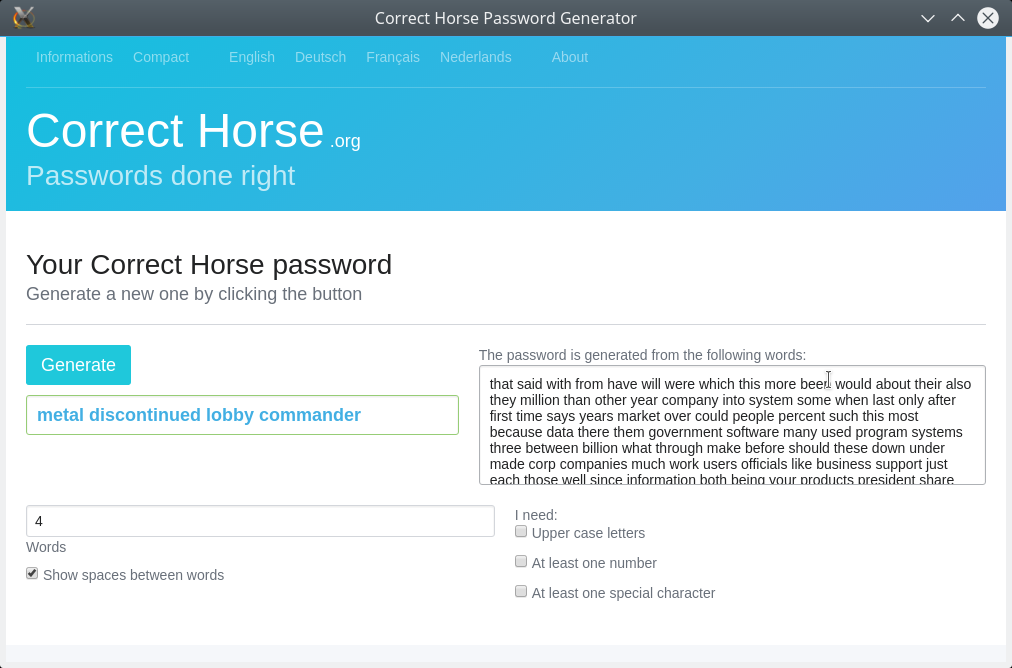 Correct Horse Password Generator
Informations Compact English Deutsch Français Nederlands About
Correct Horse .org
Passwords done right
Your Correct Horse password
Generate a new one by clicking the button
Generate
metal discontinued lobby commander
The password is generated from the following words:
that said with from have will were which this more been would about their also
they million than other year company into system some when last only after
first time says years market over could people percent such this most
because data there them government software many used program systems
three between billion what through make before should these down under
made corp companies much work users officials like business support just
each those well since information both being your products president share
4
Words
Show spaces between words
I need:
Upper case letters
At least one number
At least one special character